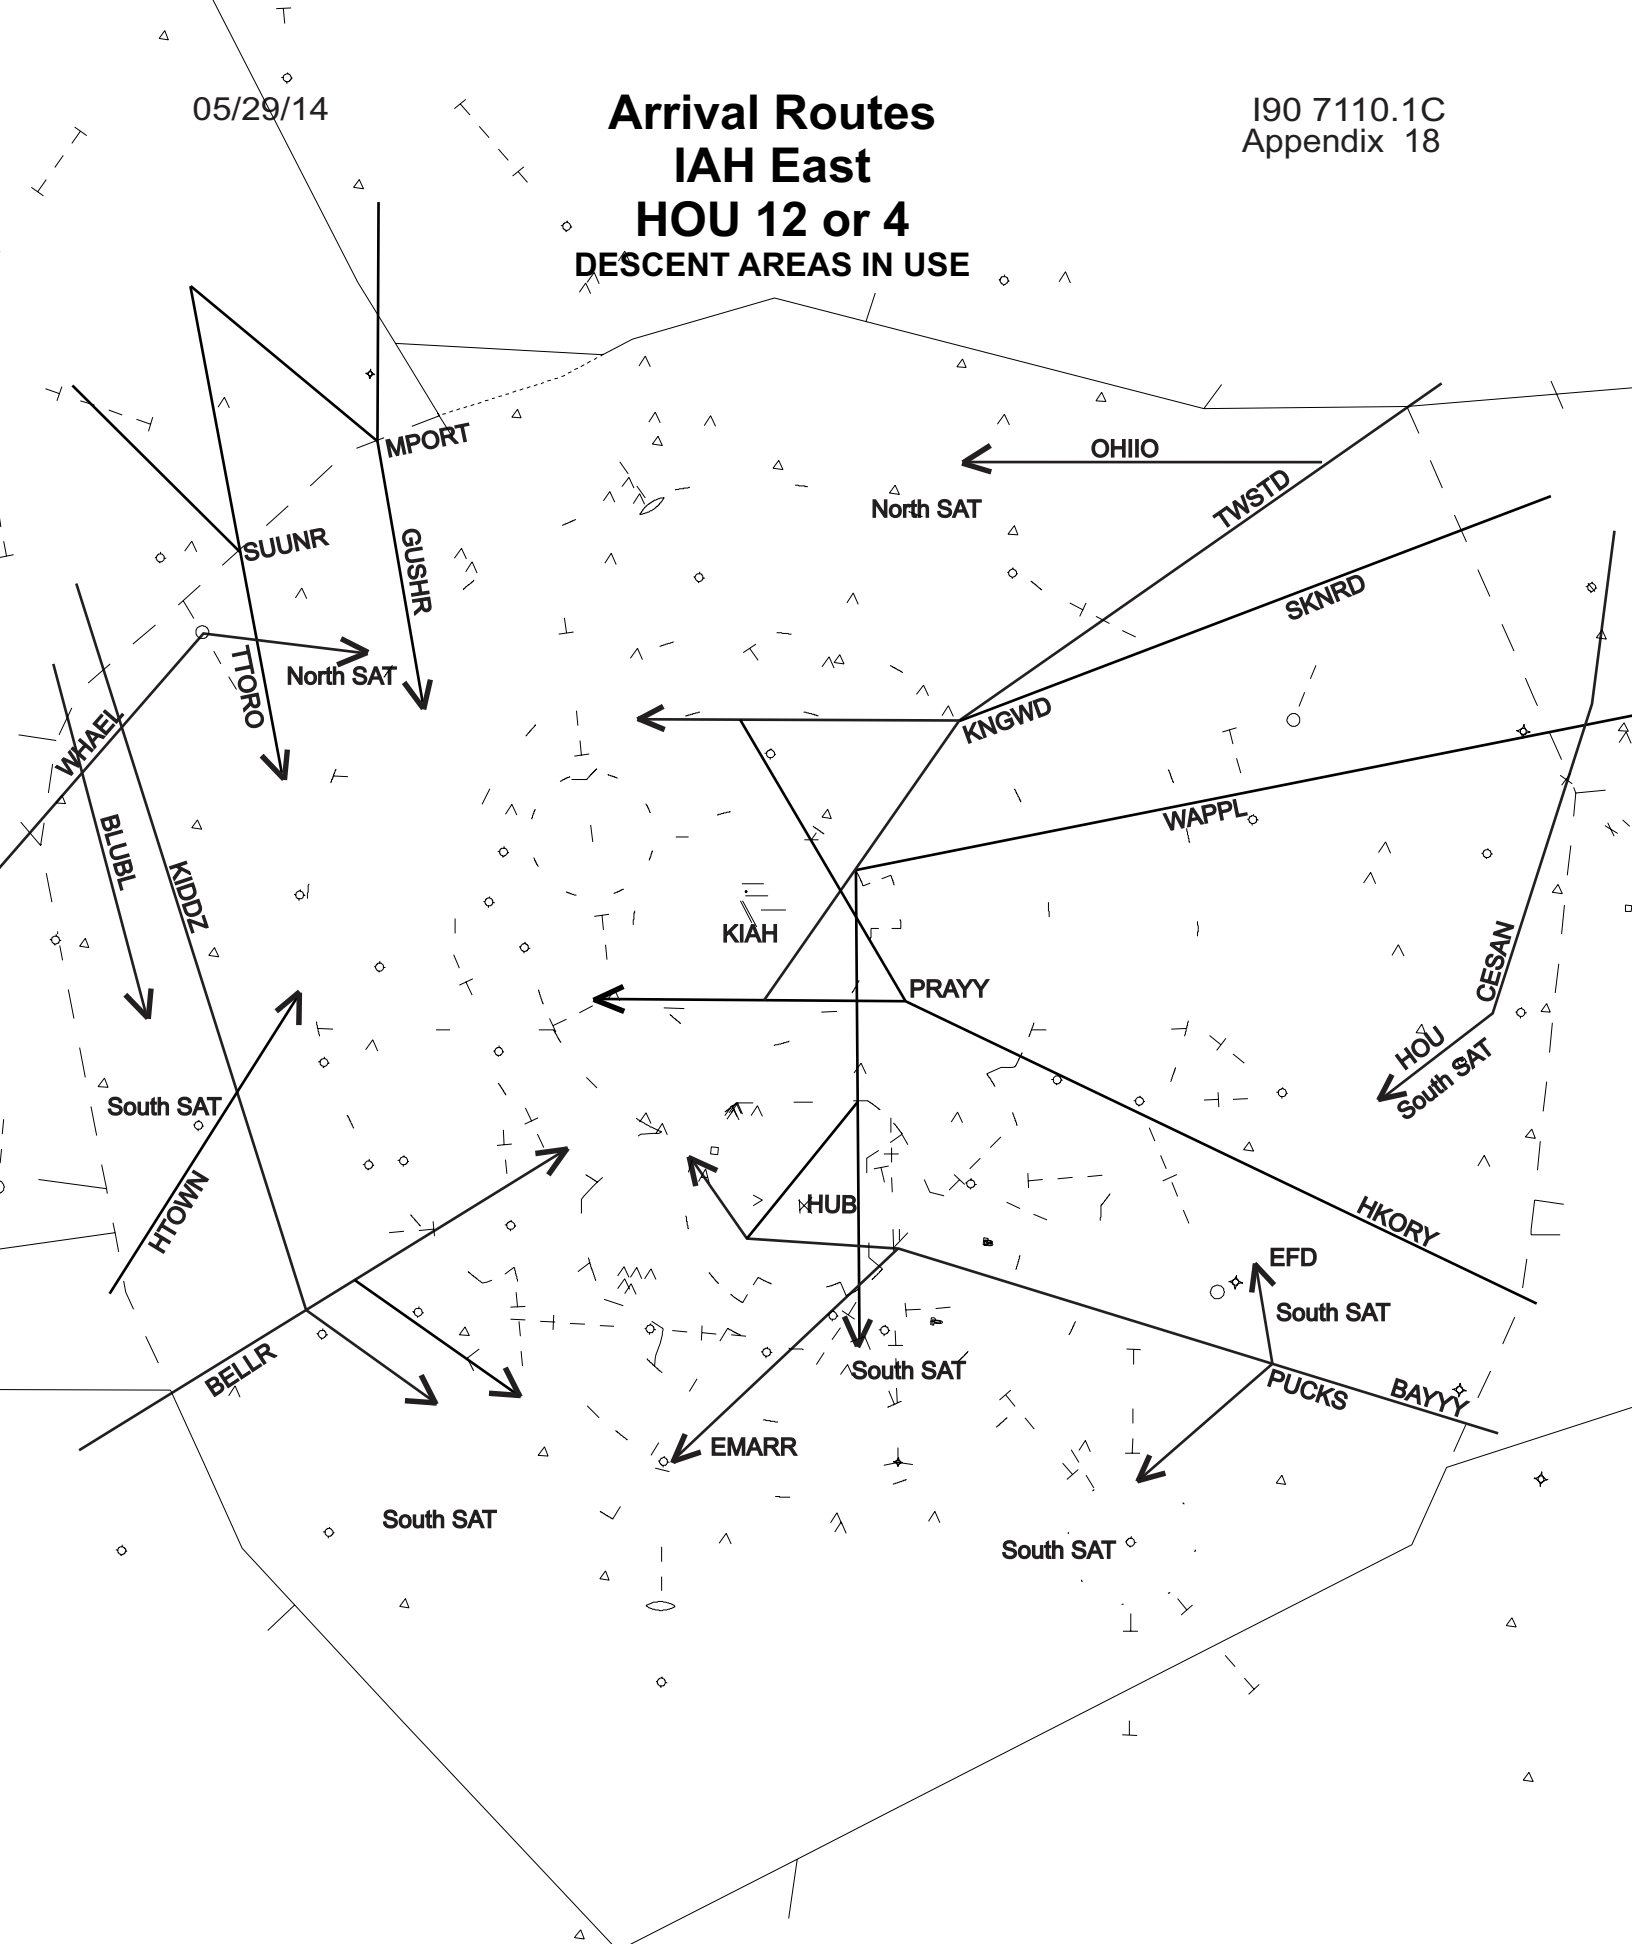 05/29/14
Arrival Routes
IAH East
HOU 12 or 4
DESCENT AREAS IN USE
I90 7110.1C
Appendix 18
MPORT
OHIIO
TWSTD
North SAT
SUUNR
GUSHR
SKNRD
TTORO
North SAT
WHAEL
KNGWD
WAPPL
BLUBL
KIDDZ
KIAH
CESAN
PRAYY
HOU
South SAT
South SAT
HTOWN
HUB
HKORY
EFD
South SAT
BELLR
South SAT
PUCKS
BAYYY
EMARR
South SAT
South SAT